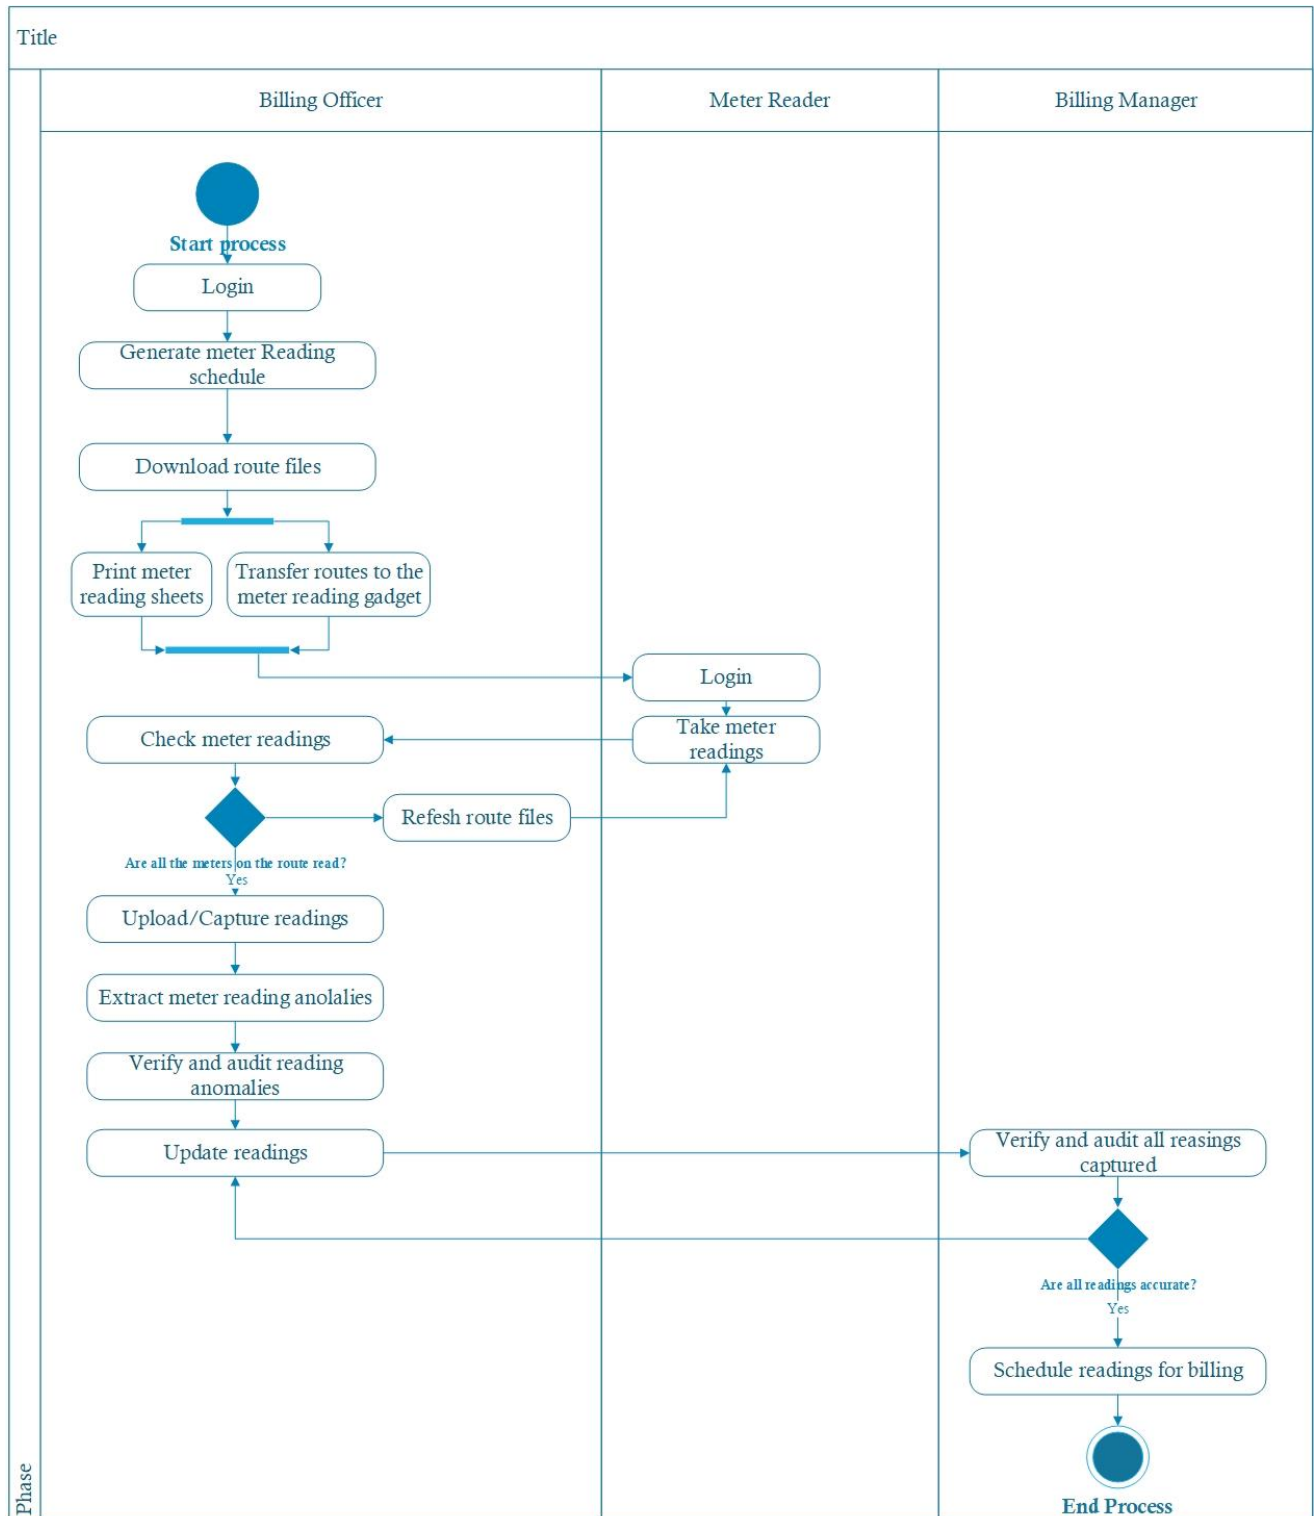 Title
Billing Officer
Meter Reader
Billing Manager
Start process
Login
Generate meter Reading
schedule
Download route files
Print meter
reading sheets
Transfer routes to the
meter reading gadget
Login
Take meter
readings
Check meter readings
Refesh route files
Are all the meters on the route read?
Yes
Upload/Capture readings
Extract meter reading anolalies
Verify and audit reading
anomalies
Update readings
Verify and audit all reasings
captured
Are all readings accurate?
Yes
Schedule readings for billing
End Process
Phase